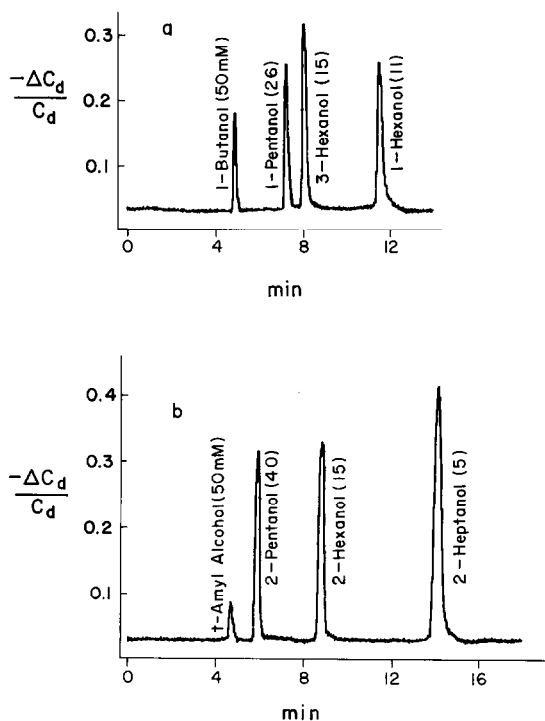 a
0.3
0.2
0.1
−ΔCd
Cd
1-Butanol (50mM)
1-Pentanol (26)
3-Hexanol (15)
1-Hexanol (11)
0 4 8 12
min
b
0.4
0.3
0.2
0.1
−ΔCd
Cd
t-Amyl Alcohol (50mM)
2-Pentanol (40)
2-Hexanol (15)
2-Heptanol (5)
0 4 8 12 16
min